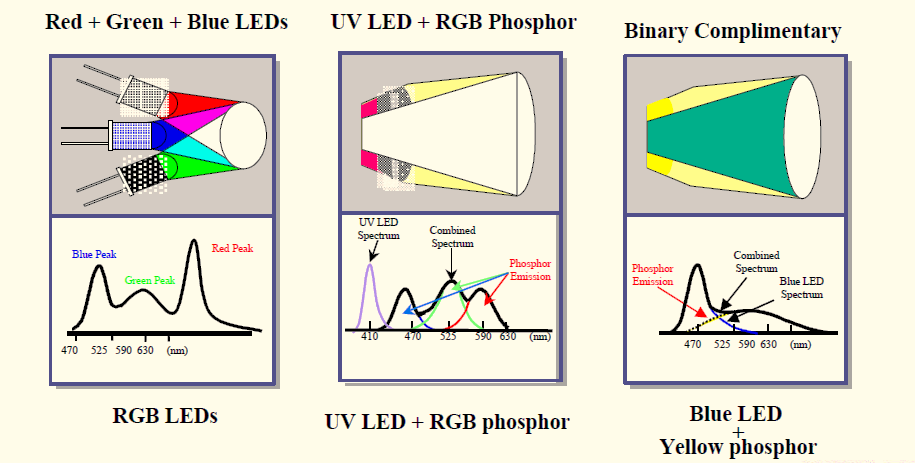 Red + Green + Blue LEDs
UV LED + RGB Phosphor
Binary Complimentary
Blue Peak
Green Peak
Red Peak
470 525 590 630 (nm)
UV LED
Spectrum
Combined
Spectrum
Phosphor
Emission
410 470 525 590 630 (nm)
Phosphor
Emission
Combined
Spectrum
Blue LED
Spectrum
470 525 590 630 (nm)
RGB LEDs
UV LED + RGB phosphor
Blue LED
+
Yellow phosphor